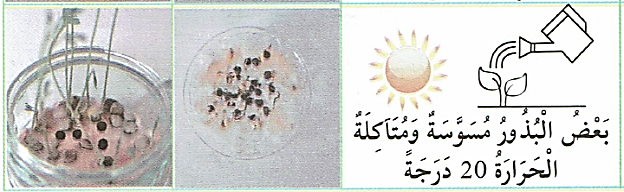 بَعْضُ الْبُذُورُ مُسَوَّسَةٌ وَمُتَآكِلَةٌ
الْحَرَارَةُ 20 دَرَجَةً